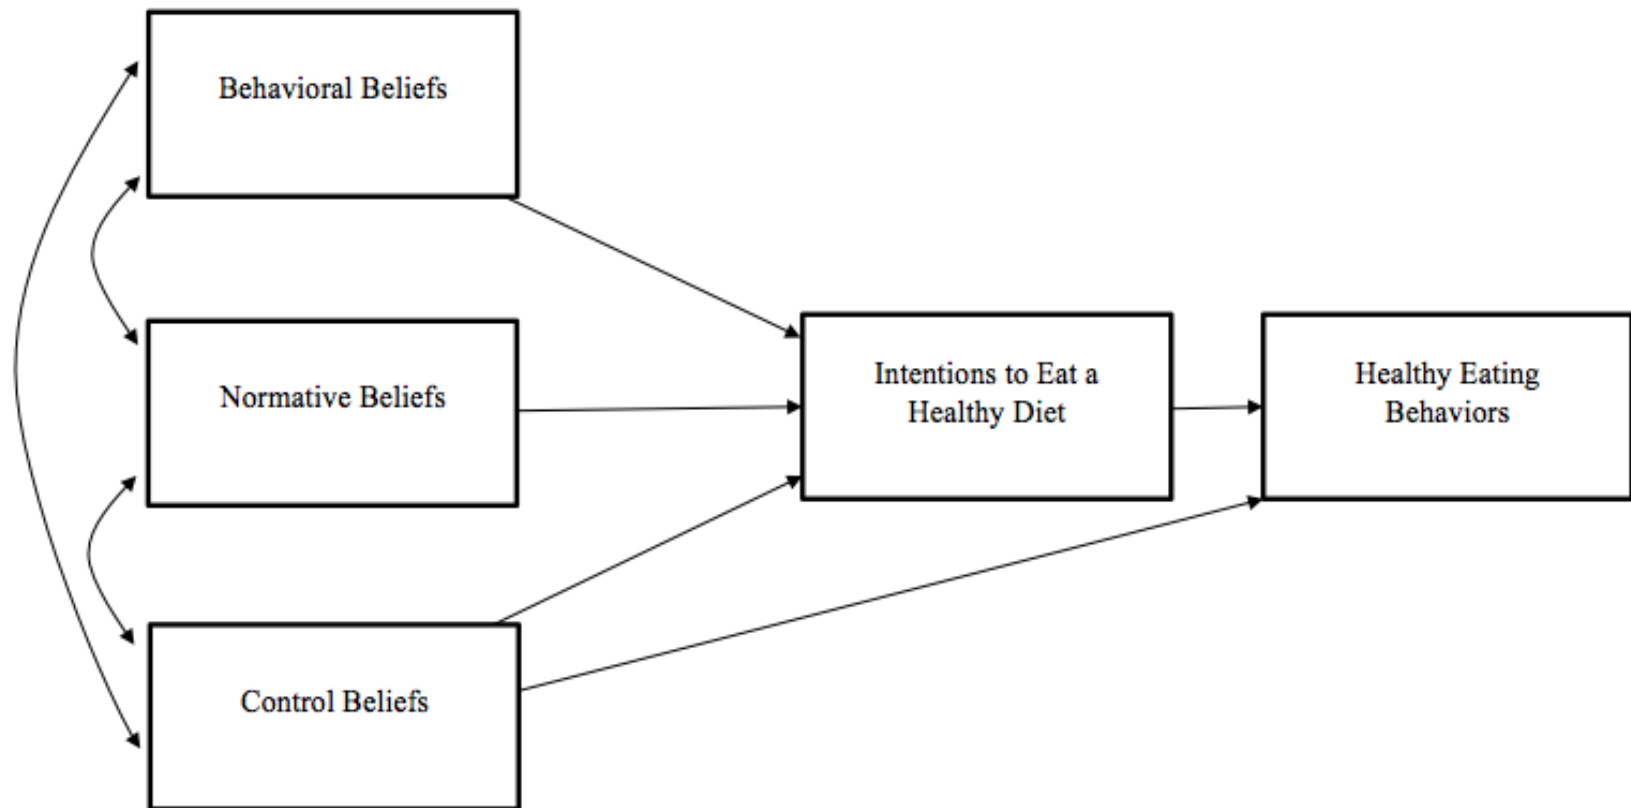 Behavioral Beliefs
Normative Beliefs
Intentions to Eat a
Healthy Diet
Healthy Eating
Behaviors
Control Beliefs